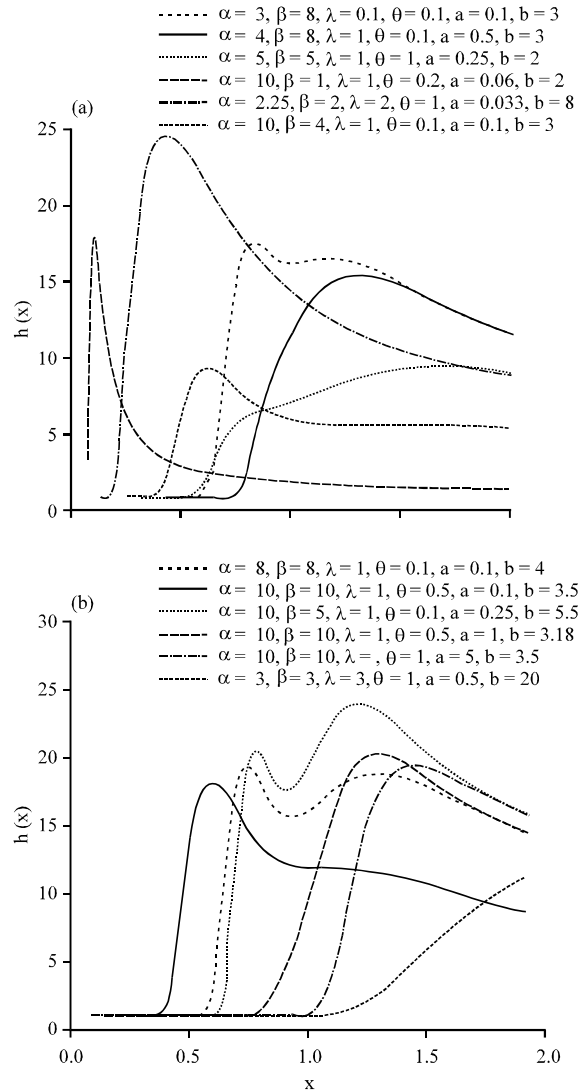 α = 3, β = 8, λ = 0.1, θ = 0.1, a = 0.1, b = 3
α = 4, β = 8, λ = 1, θ = 0.1, a = 0.5, b = 3
α = 5, β = 5, λ = 1, θ = 1, a = 0.25, b = 2
α = 10, β = 1, λ = 1, θ = 0.2, a = 0.06, b = 2
α = 2.25, β = 2, λ = 2, θ = 1, a = 0.033, b = 8
α = 10, β = 4, λ = 1, θ = 0.1, a = 0.1, b = 3
(a)
25
20
15
10
5
0
h (x)
α = 8, β = 8, λ = 1, θ = 0.1, a = 0.1, b = 4
α = 10, β = 10, λ = 1, θ = 0.5, a = 0.1, b = 3.5
α = 10, β = 5, λ = 1, θ = 0.1, a = 0.25, b = 5.5
α = 10, β = 10, λ = 1, θ = 0.5, a = 1, b = 3.18
α = 10, β = 10, λ = , θ = 1, a = 5, b = 3.5
α = 3, β = 3, λ = 3, θ = 1, a = 0.5, b = 20
(b)
30
25
20
15
10
5
0
h (x)
0.0 0.5 1.0 1.5 2.0
x